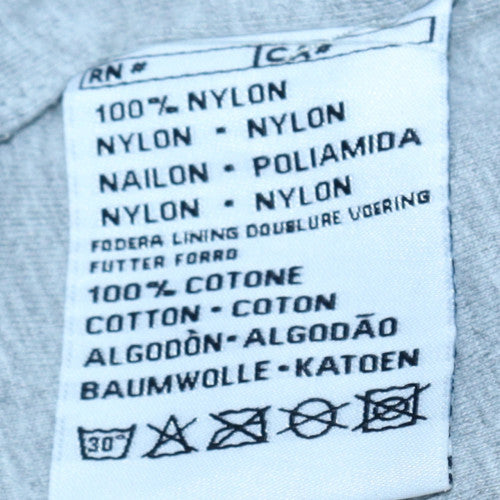 RN # CA#
100% NYLON
NYLON - NYLON
NAILON - POLIAMIDA
NYLON - NYLON
FODERA LINING DOUBLURE VOERING
FUTTER FORRO
100% COTONE
COTTON - COTON
ALGODÒN - ALGODÃO
BAUMWOLLE - KATOEN
30°